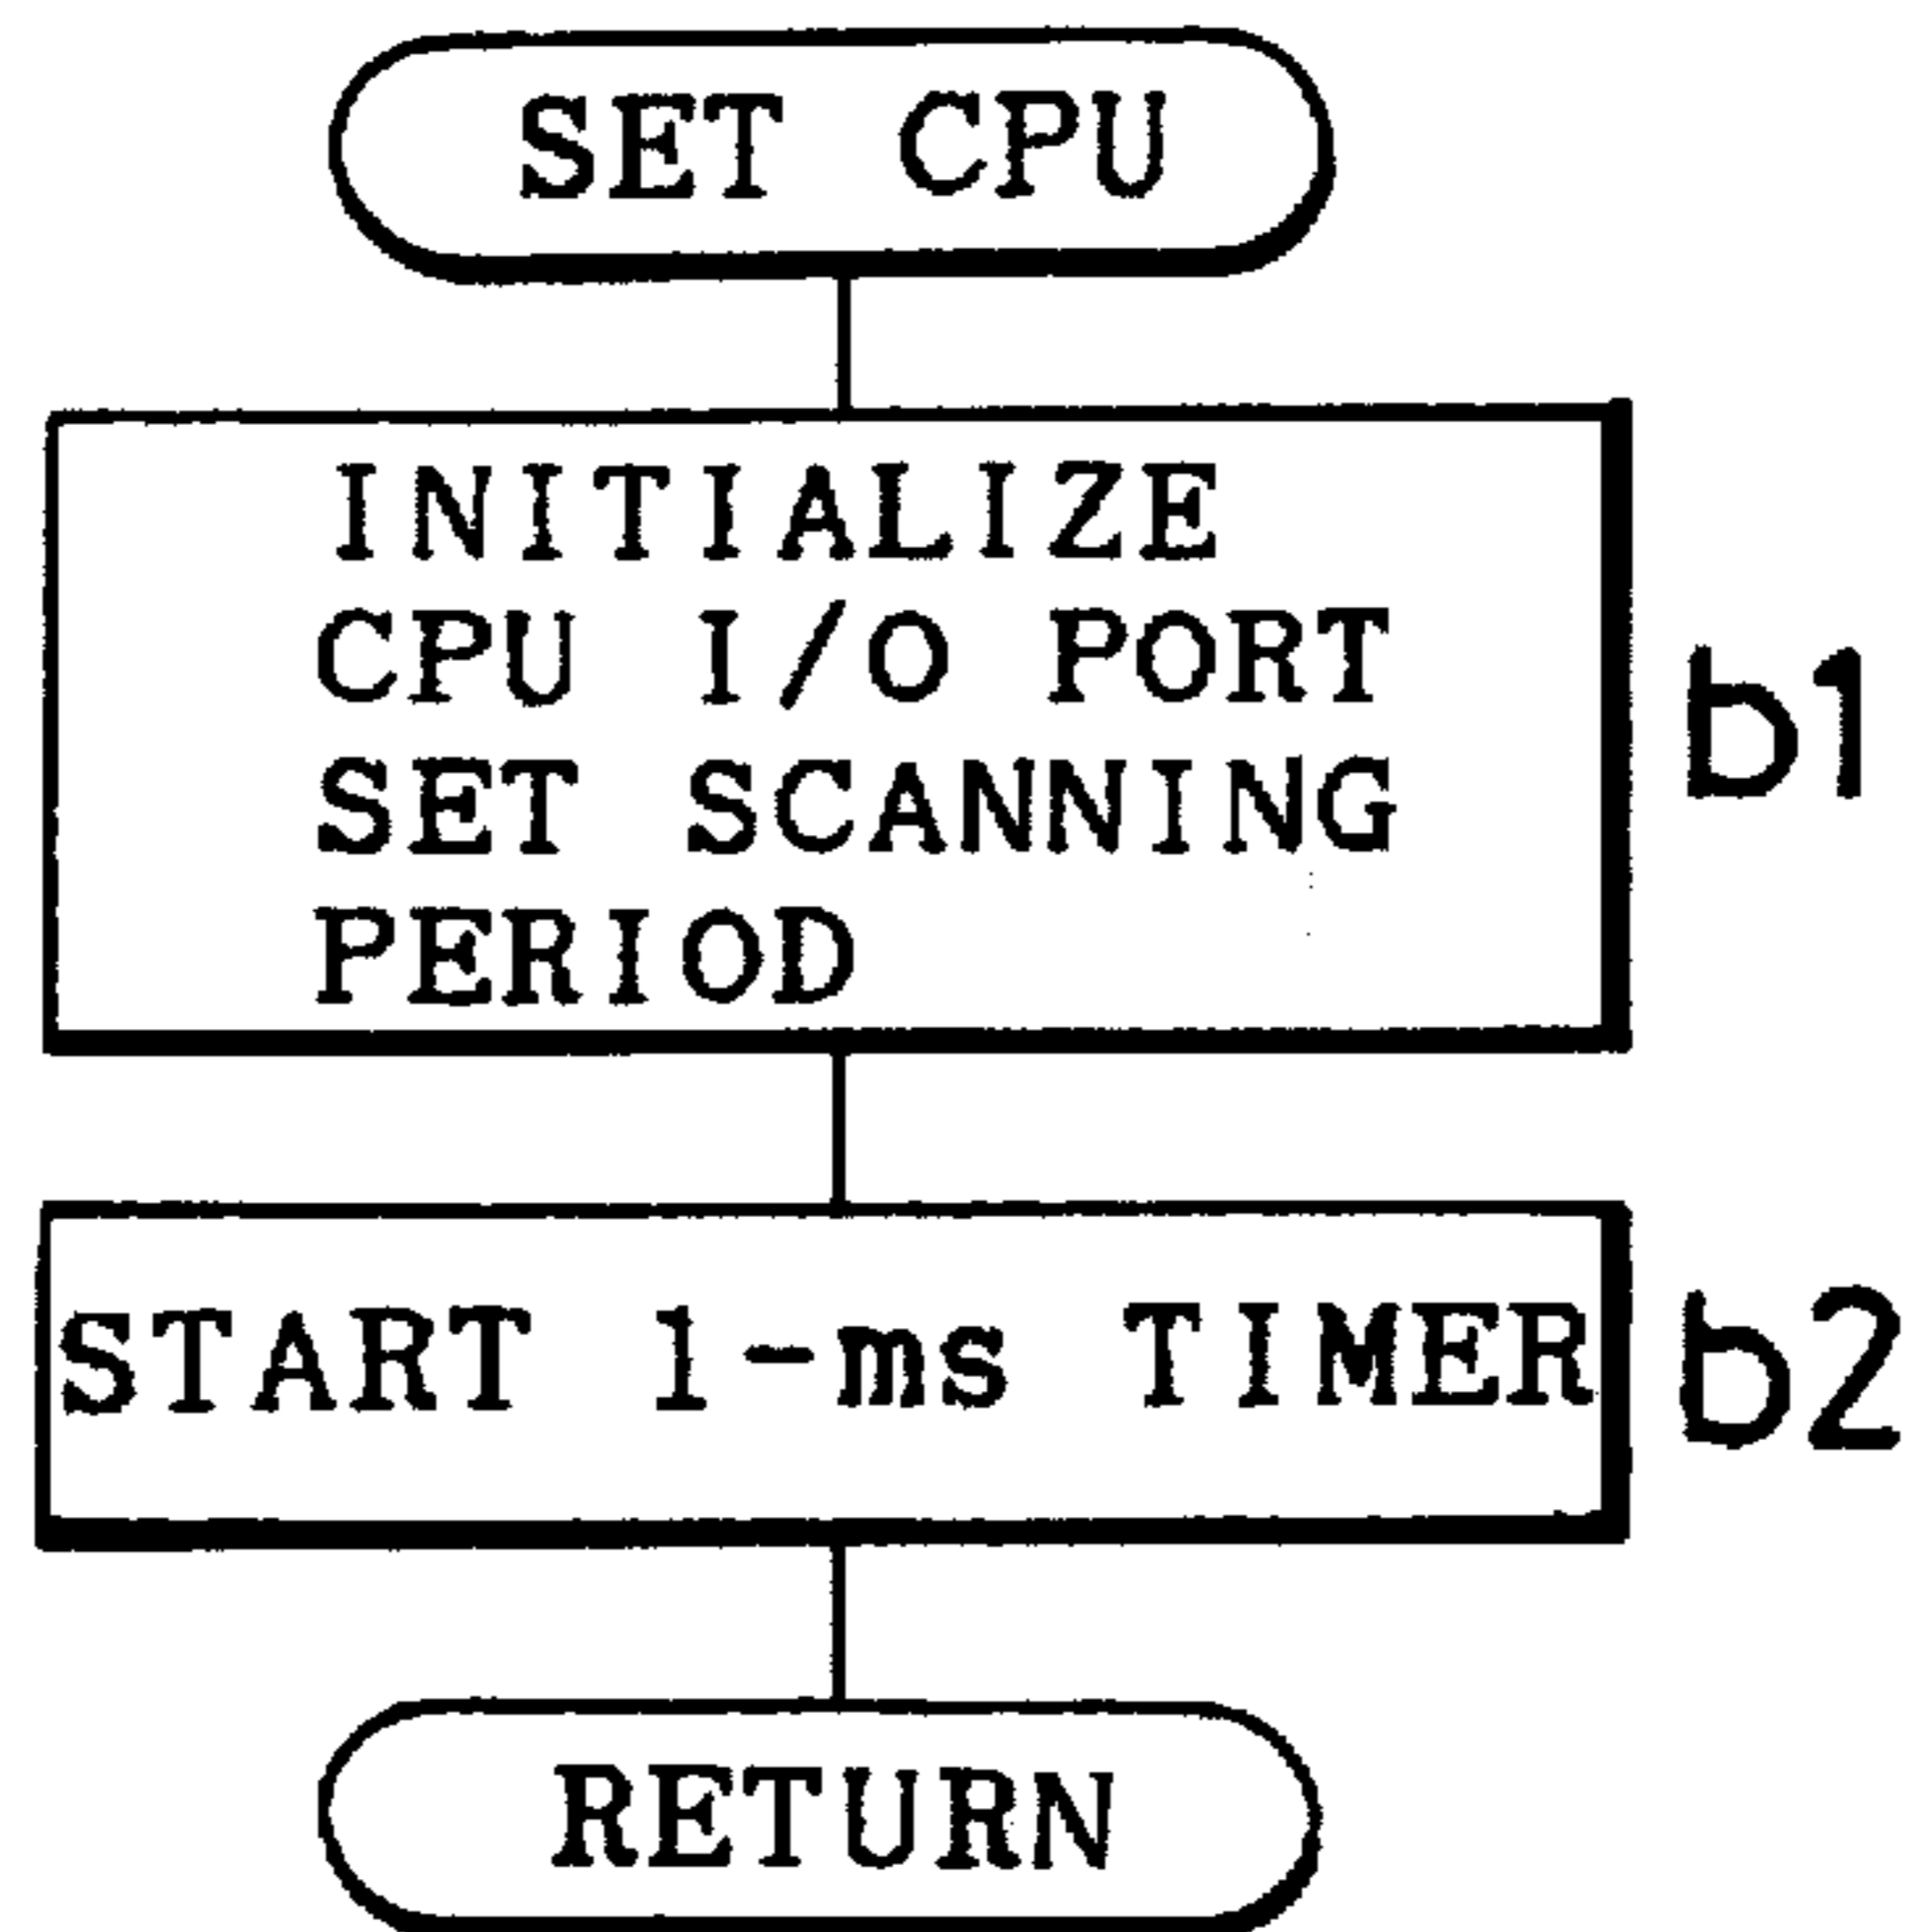 SET CPU
INITIALIZE
CPU I/O PORT
SET SCANNING
PERIOD
b1
START 1-ms TIMER
b2
RETURN